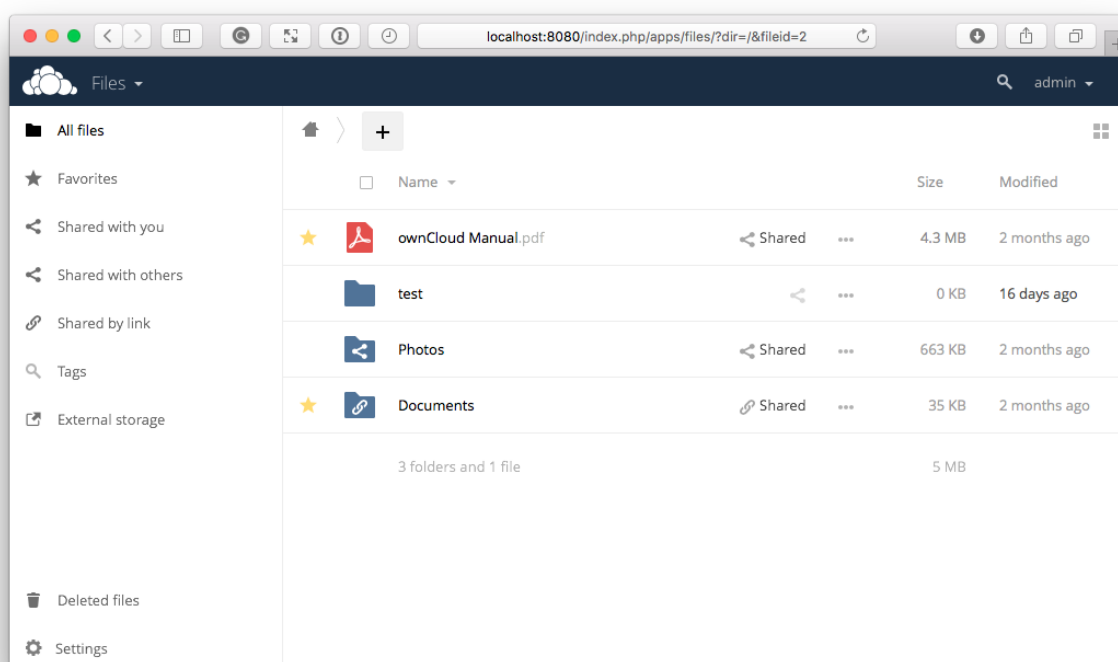 localhost:8080/index.php/apps/files/?dir=/&fileid=2
Files
admin
All files
Favorites
Shared with you
Shared with others
Shared by link
Tags
External storage
Deleted files
Settings
Name Size Modified
ownCloud Manual.pdf Shared 4.3 MB 2 months ago
test 0 KB 16 days ago
Photos Shared 663 KB 2 months ago
Documents Shared 35 KB 2 months ago
3 folders and 1 file 5 MB